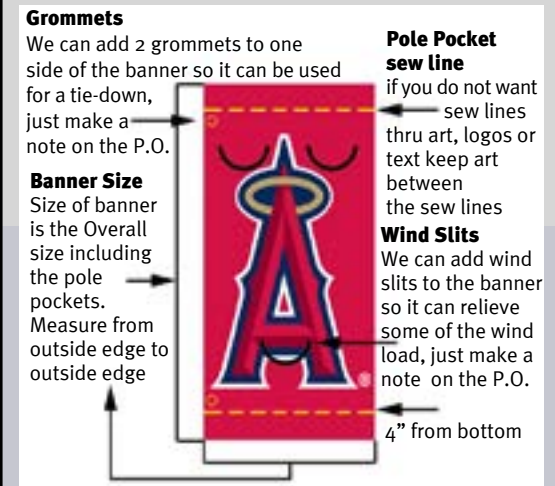 Grommets
We can add 2 grommets to one
side of the banner so it can be used
for a tie-down,
just make a
note on the P.O.
Banner Size
Size of banner
is the Overall
size including
the pole
pockets.
Measure from
outside edge to
outside edge
Pole Pocket
sew line
if you do not want
sew lines
thru art, logos or
text keep art
between
the sew lines
Wind Slits
We can add wind
slits to the banner
so it can relieve
some of the wind
load, just make a
note on the P.O.
4” from bottom
A
®